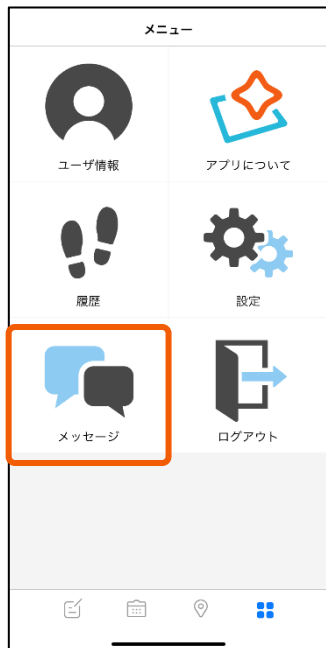 メニュー
ユーザ情報
アプリについて
履歴
設定
メッセージ
ログアウト